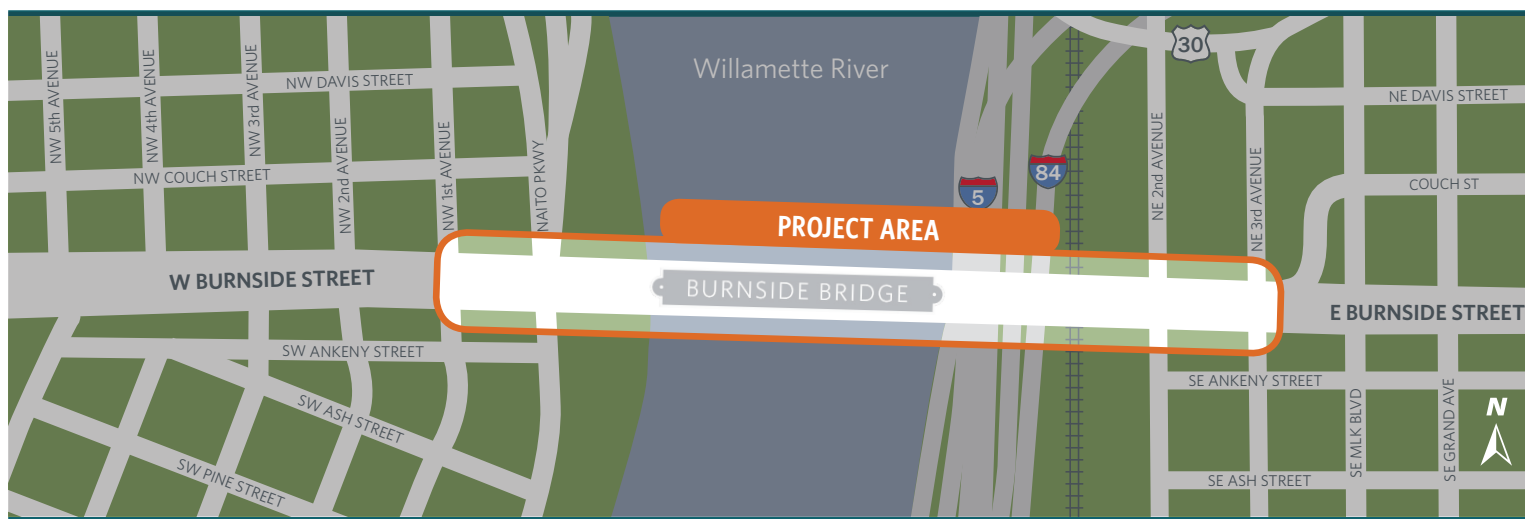 NW 5th AVENUE
NW 4th AVENUE
NW 3rd AVENUE
NW DAVIS STREET
NW 2nd AVENUE
NW 1st AVENUE
NW COUCH STREET
NAITO PKWY
Willamette River
30
NE DAVIS STREET
NE 2nd AVENUE
NE 3rd AVENUE
84
5
COUCH ST
PROJECT AREA
W BURNSIDE STREET
BURNSIDE BRIDGE
E BURNSIDE STREET
SW ANKENY STREET
SW ASH STREET
SW PINE STREET
SE ANKENY STREET
SE MLK BLVD
SE GRAND AVE
SE ASH STREET
N